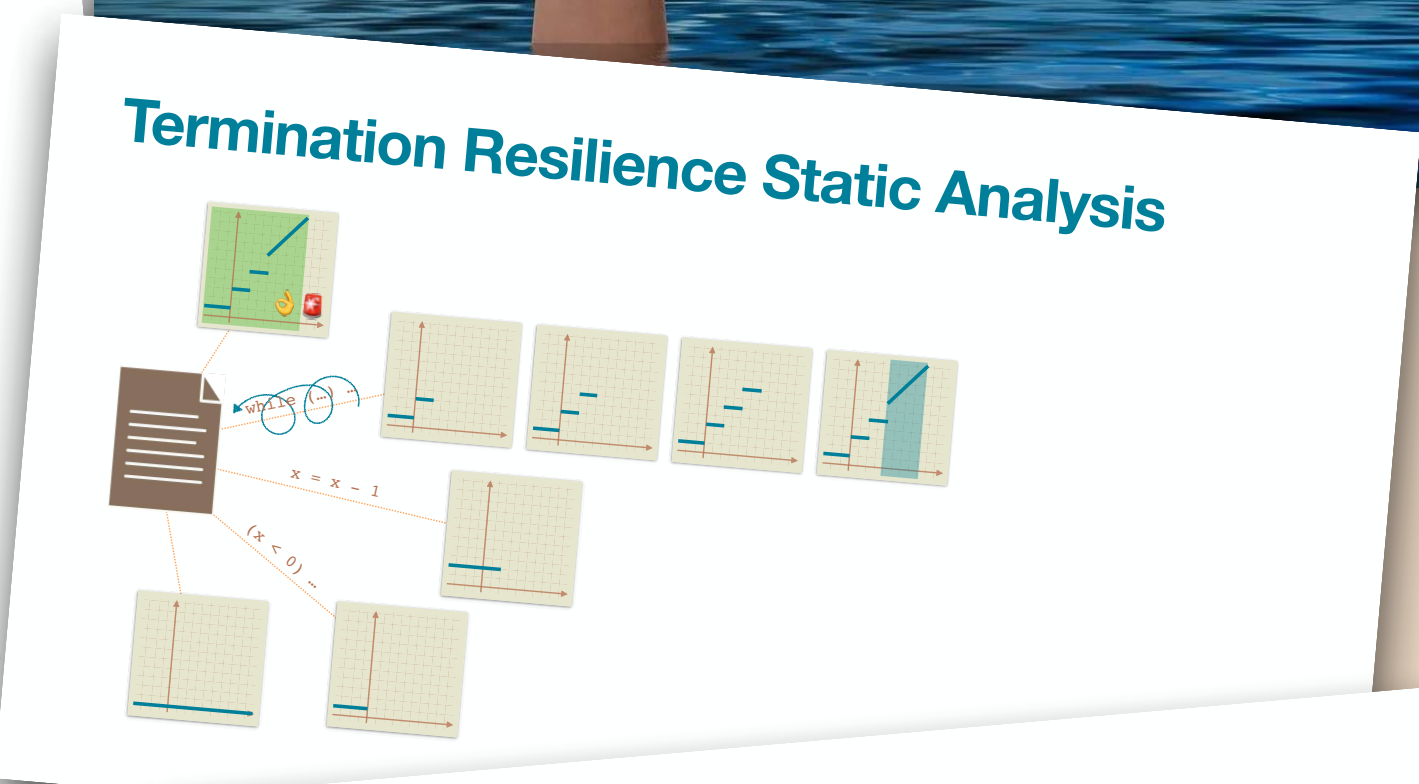 Termination Resilience Static Analysis
while (…) …
x = x - 1
(x < 0) …